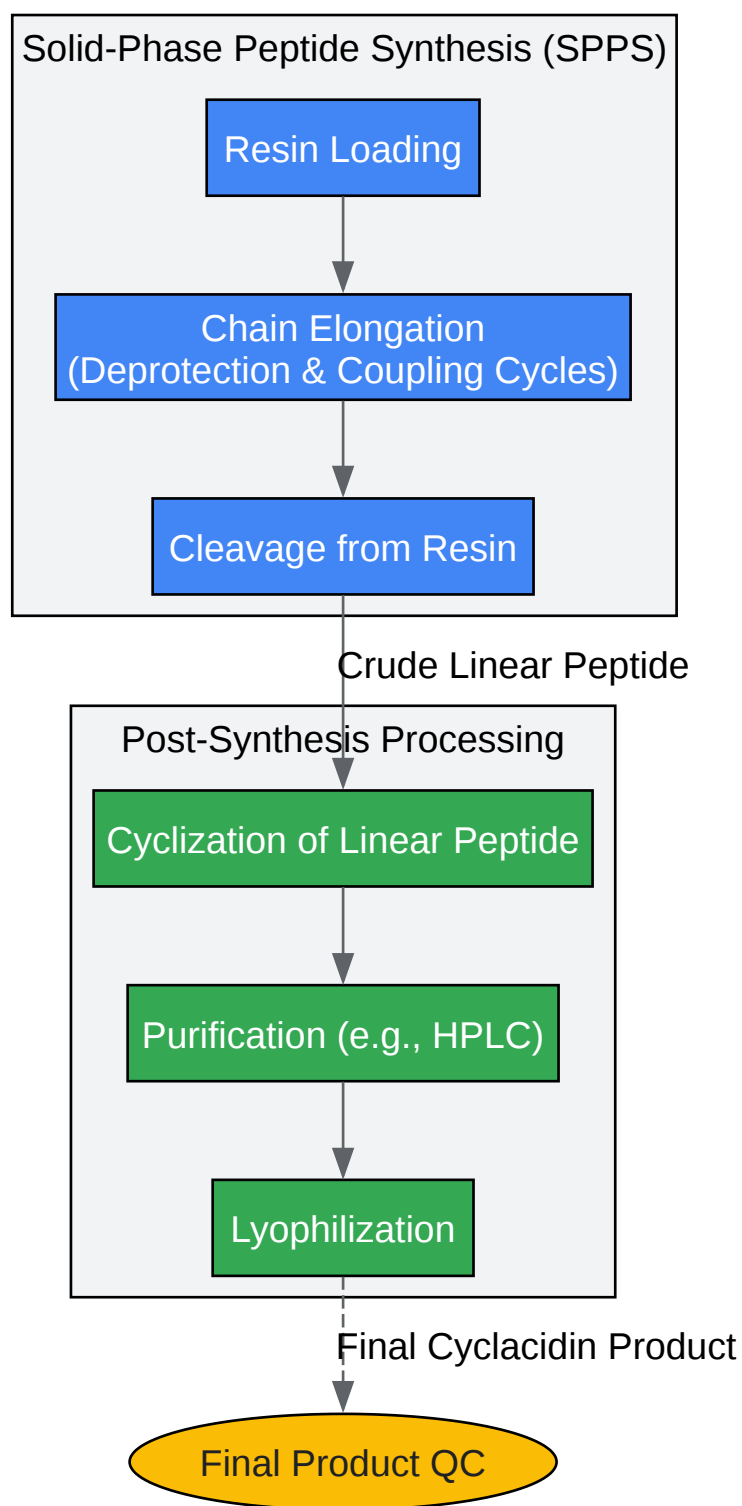 Solid-Phase Peptide Synthesis (SPPS)
Resin Loading
Chain Elongation
(Deprotection & Coupling Cycles)
Cleavage from Resin
Crude Linear Peptide
Post-Synthesis Processing
Cyclization of Linear Peptide
Purification (e.g., HPLC)
Lyophilization
Final Cyclacidin Product
Final Product QC